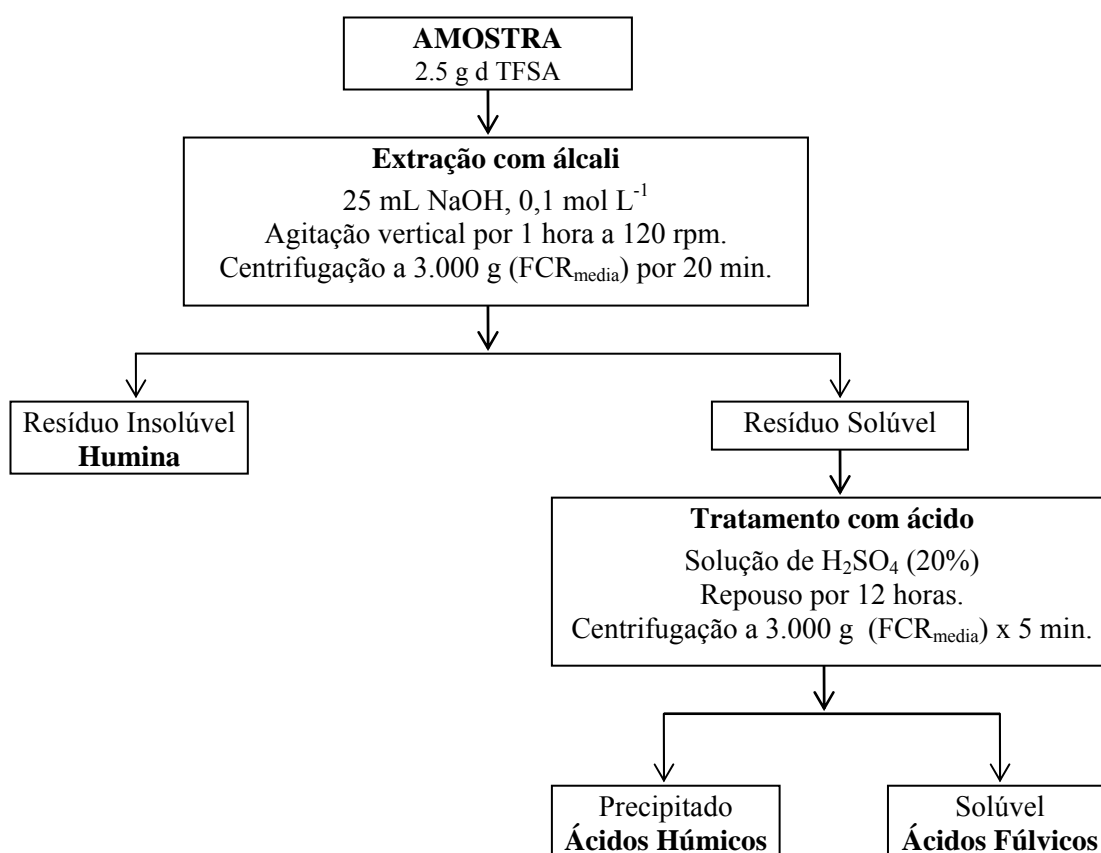 AMOSTRA
2.5 g d TFSA
Extração com álcali
25 mL NaOH, 0,1 mol L⁻¹
Agitação vertical por 1 hora a 120 rpm.
Centrifugação a 3.000 g (FCRmedia) por 20 min.
Resíduo Insolúvel
Humina
Resíduo Solúvel
Tratamento com ácido
Solução de H₂SO₄ (20%)
Repouso por 12 horas.
Centrifugação a 3.000 g (FCRmedia) x 5 min.
Precipitado
Ácidos Húmicos
Solúvel
Ácidos Fúlvicos